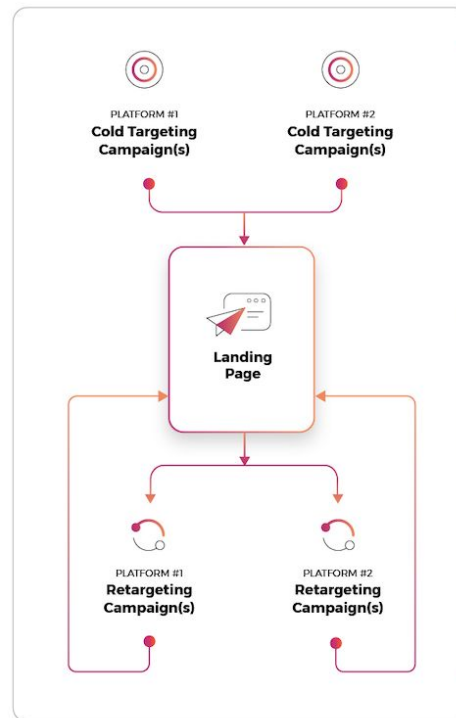 PLATFORM #1
Cold Targeting
Campaign(s)
PLATFORM #2
Cold Targeting
Campaign(s)
Landing
Page
PLATFORM #1
Retargeting
Campaign(s)
PLATFORM #2
Retargeting
Campaign(s)